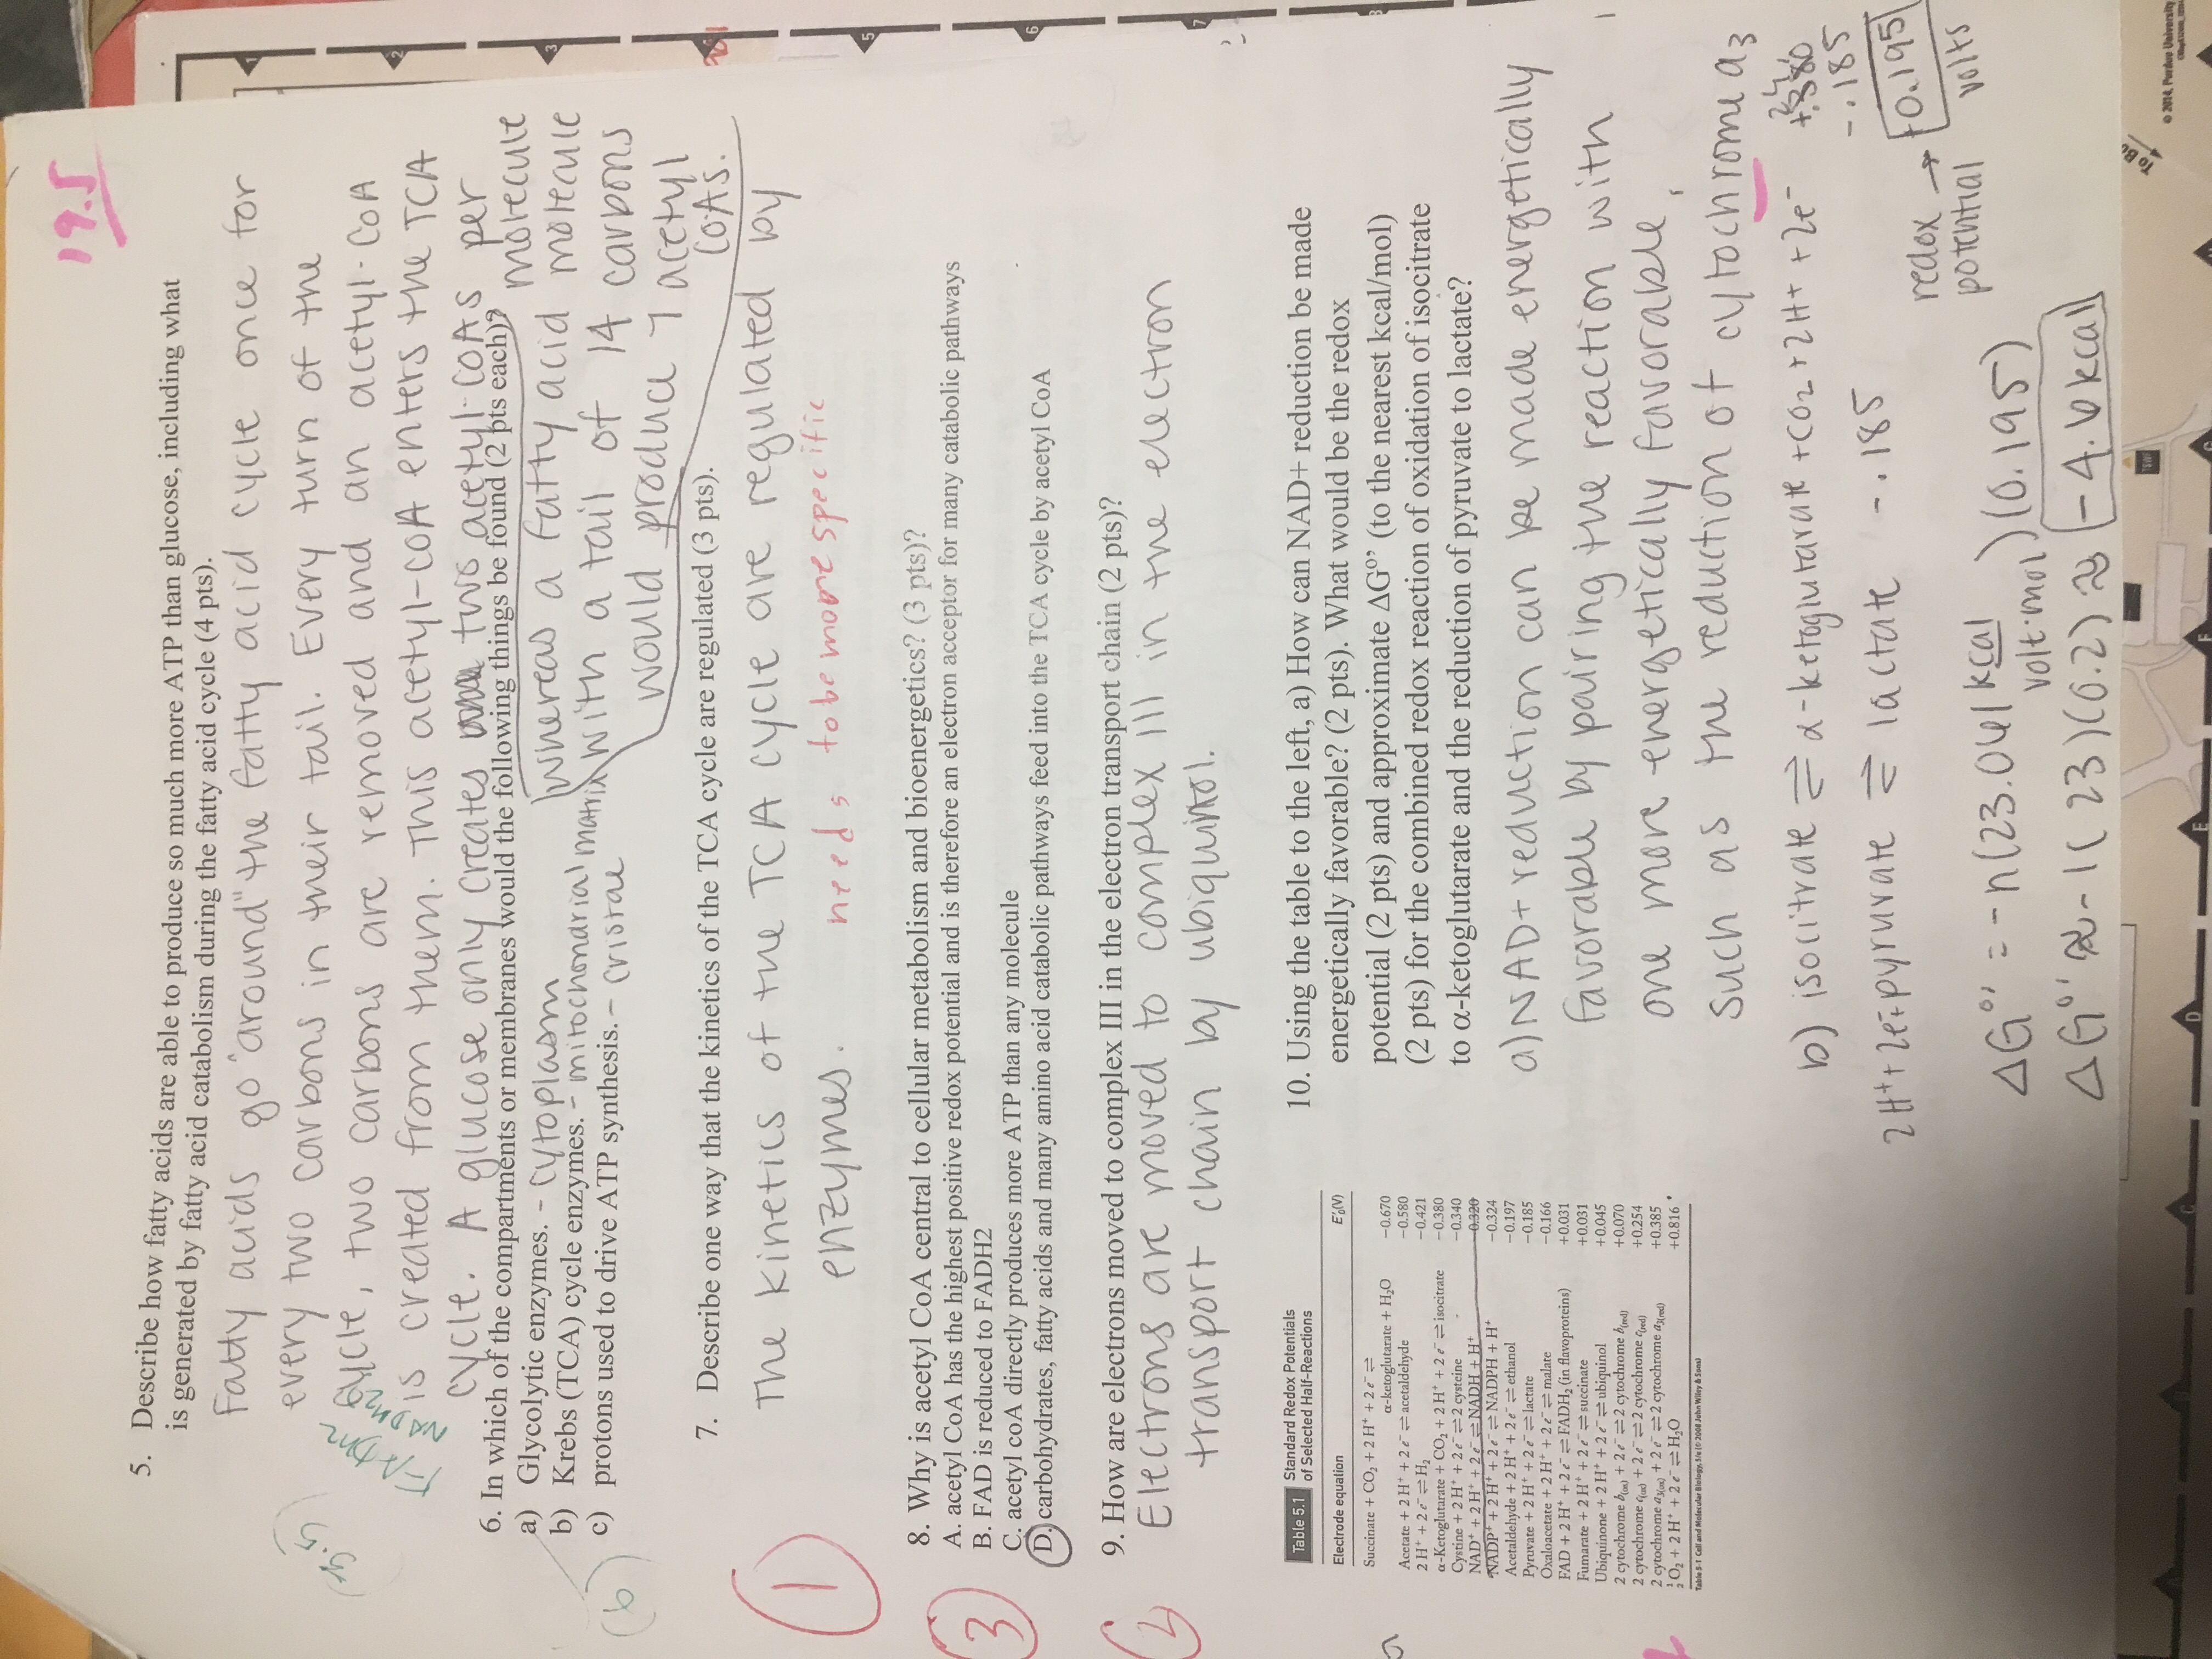 19.5
5. Describe how fatty acids are able to produce so much more ATP than glucose, including what
is generated by fatty acid catabolism during the fatty acid cycle (4 pts).
Fatty acids go "around" the fatty acid cycle once for
every two carbons in their tail. Every turn of the
cycle, two carbons are removed and an acetyl-CoA
is created from them. This acetyl-CoA enters the TCA
cycle. A glucose only creates two acetyl-COAs per
molecule
whereas a fatty acid molecule
with a tail of 14 carbons
would produce 7 acetyl
COAs.
3.5
FADH2
NADH2
6. In which of the compartments or membranes would the following things be found (2 pts each)?
a) Glycolytic enzymes. - cytoplasm
b) Krebs (TCA) cycle enzymes. - mitochondrial matrix
c) protons used to drive ATP synthesis. - cristae
6
7. Describe one way that the kinetics of the TCA cycle are regulated (3 pts).
The kinetics of the TCA cycle are regulated by
enzymes. needs to be more specific
1
8. Why is acetyl CoA central to cellular metabolism and bioenergetics? (3 pts)?
A. acetyl CoA has the highest positive redox potential and is therefore an electron acceptor for many catabolic pathways
B. FAD is reduced to FADH2
C. acetyl coA directly produces more ATP than any molecule
D. carbohydrates, fatty acids and many amino acid catabolic pathways feed into the TCA cycle by acetyl CoA
3
9. How are electrons moved to complex III in the electron transport chain (2 pts)?
Electrons are moved to complex III in the electron
transport chain by ubiquinol.
2
Table 5.1 Standard Redox Potentials
of Selected Half-Reactions
Electrode equation E'₀(V)
Succinate + CO₂ + 2 H⁺ + 2 e⁻ ⇌
α-ketoglutarate + H₂O −0.670
Acetate + 2 H⁺ + 2 e⁻ ⇌ acetaldehyde −0.580
2 H⁺ + 2 e⁻ ⇌ H₂ −0.421
α-Ketoglutarate + CO₂ + 2 H⁺ + 2 e⁻ ⇌ isocitrate −0.380
Cystine + 2 H⁺ + 2 e⁻ ⇌ 2 cysteine −0.340
NAD⁺ + 2 H⁺ + 2 e⁻ ⇌ NADH + H⁺ −0.320
NADP⁺ + 2 H⁺ + 2 e⁻ ⇌ NADPH + H⁺ −0.324
Acetaldehyde + 2 H⁺ + 2 e⁻ ⇌ ethanol −0.197
Pyruvate + 2 H⁺ + 2 e⁻ ⇌ lactate −0.185
Oxaloacetate + 2 H⁺ + 2 e⁻ ⇌ malate −0.166
FAD + 2 H⁺ + 2 e⁻ ⇌ FADH₂ (in flavoproteins) +0.031
Fumarate + 2 H⁺ + 2 e⁻ ⇌ succinate +0.031
Ubiquinone + 2 H⁺ + 2 e⁻ ⇌ ubiquinol +0.045
2 cytochrome b(ox) + 2 e⁻ ⇌ 2 cytochrome b(red) +0.070
2 cytochrome c(ox) + 2 e⁻ ⇌ 2 cytochrome c(red) +0.254
2 cytochrome a₃(ox) + 2 e⁻ ⇌ 2 cytochrome a₃(red) +0.385
½O₂ + 2 H⁺ + 2 e⁻ ⇌ H₂O +0.816
Table 5-1 Cell and Molecular Biology, 5/e (© 2008 John Wiley & Sons)
10. Using the table to the left, a) How can NAD+ reduction be made
energetically favorable? (2 pts). What would be the redox
potential (2 pts) and approximate ΔG°' (to the nearest kcal/mol)
(2 pts) for the combined redox reaction of oxidation of isocitrate
to α-ketoglutarate and the reduction of pyruvate to lactate?
a) NAD+ reduction can be made energetically
favorable by pairing the reaction with
one more energetically favorable,
such as the reduction of cytochrome a₃
b) isocitrate ⇌ α-ketoglutarate + CO₂ + 2H+ + 2e⁻ +.380
2H⁺ + 2e⁻ + pyruvate ⇌ lactate -.185
-.185
redox potential → +0.195 volts
ΔG°' = -n(23.061 kcal/volt·mol)(0.195)
ΔG°' ≈ -1(23)(0.2) ≈ -4.6 kcal
1
2
3
5
6
7
C
D
E
F
G
To Bu
© 2014, Purdue University